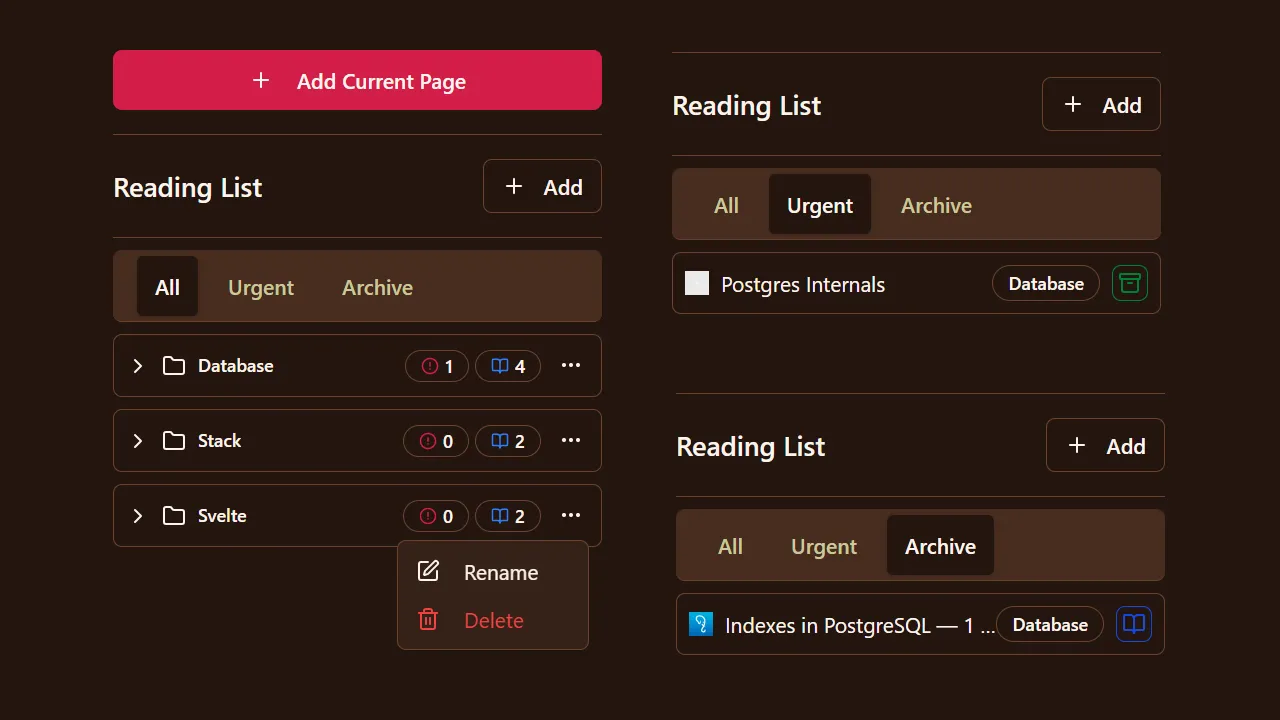 Add Current Page
Reading List
Add
All Urgent Archive
Database 1 4
Stack 0 2
Svelte 0 2
Rename
Delete
Reading List
Add
All Urgent Archive
Postgres Internals Database
Reading List
Add
All Urgent Archive
Indexes in PostgreSQL — 1 ... Database